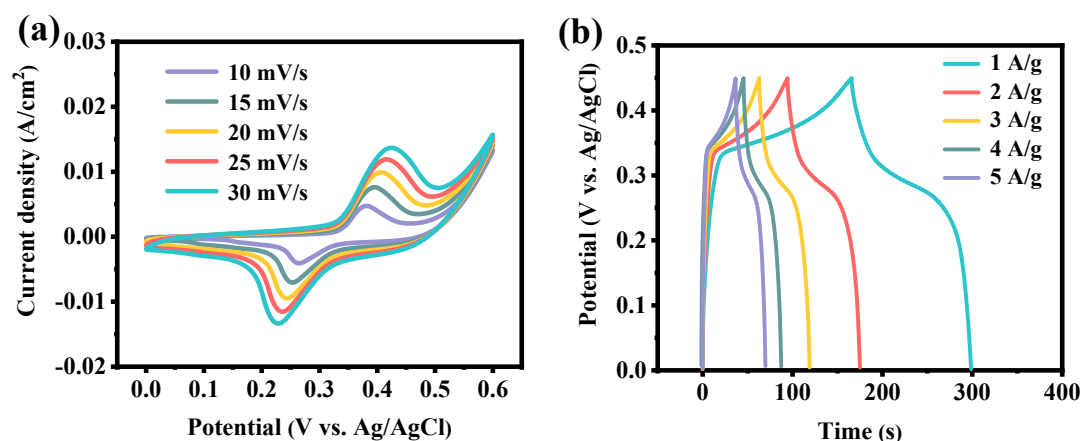 (a)
0.03
0.02
0.01
0.00
-0.01
-0.02
Current density (A/cm²)
10 mV/s
15 mV/s
20 mV/s
25 mV/s
30 mV/s
0.0 0.1 0.2 0.3 0.4 0.5 0.6
Potential (V vs. Ag/AgCl)
(b)
0.5
0.4
0.3
0.2
0.1
0.0
Potential (V vs. Ag/AgCl)
1 A/g
2 A/g
3 A/g
4 A/g
5 A/g
0 100 200 300 400
Time (s)